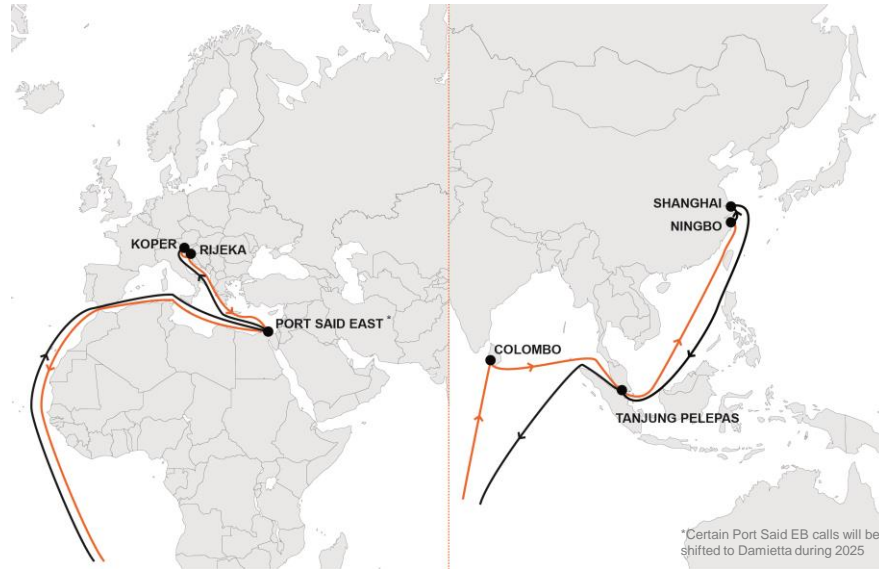 KOPER
RIJEKA
PORT SAID EAST *
SHANGHAI
NINGBO
COLOMBO
TANJUNG PELEPAS
*Certain Port Said EB calls will be
shifted to Damietta during 2025